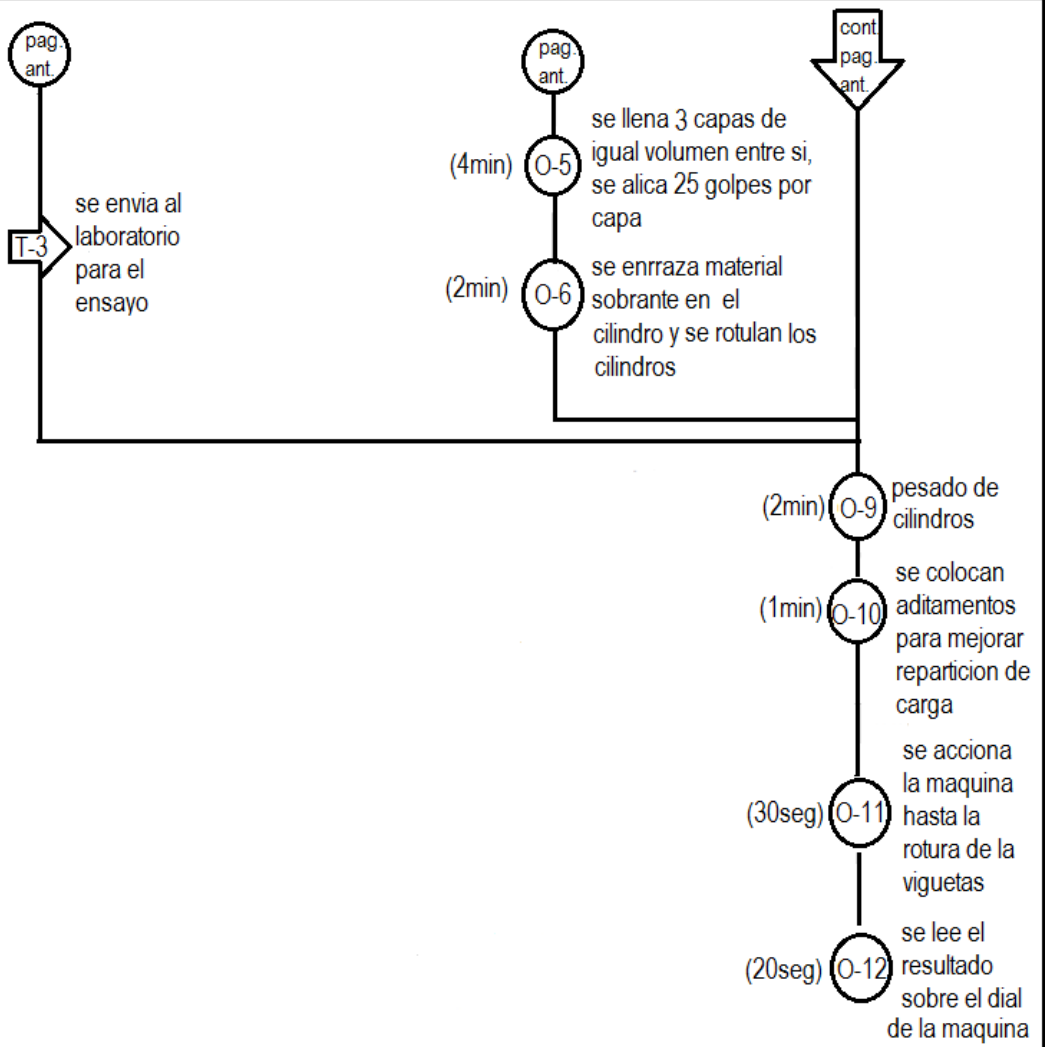 pag.
ant.
pag.
ant.
cont.
pag.
ant.
T-3
se envia al
laboratorio
para el
ensayo
(4min)
O-5
se llena 3 capas de
igual volumen entre si,
se alica 25 golpes por
capa
(2min)
O-6
se enrraza material
sobrante en el
cilindro y se rotulan los
cilindros
(2min)
O-9
pesado de
cilindros
(1min)
O-10
se colocan
aditamentos
para mejorar
reparticion de
carga
(30seg)
O-11
se acciona
la maquina
hasta la
rotura de la
viguetas
(20seg)
O-12
se lee el
resultado
sobre el dial
de la maquina